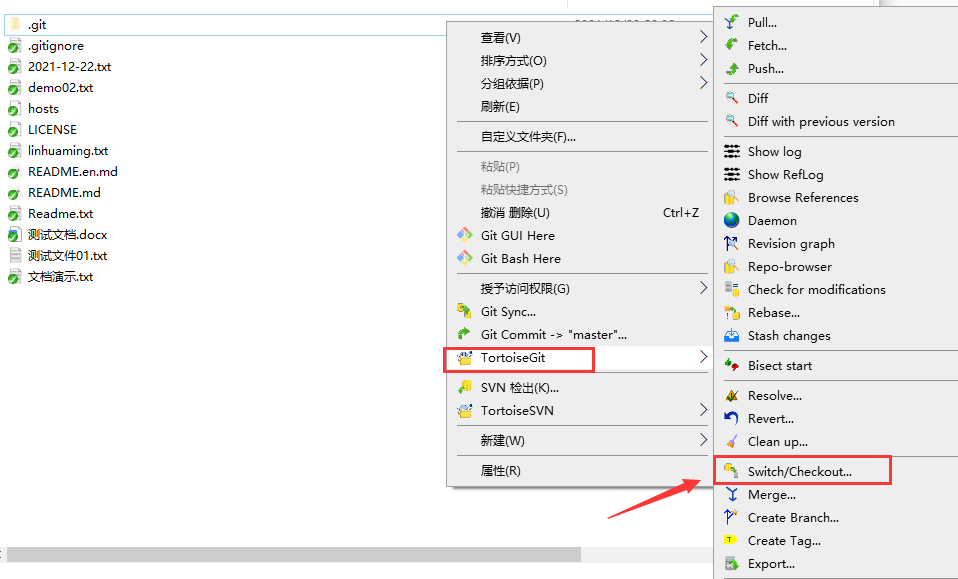 .git
.gitignore
2021-12-22.txt
demo02.txt
hosts
LICENSE
linhuaming.txt
README.en.md
README.md
Readme.txt
测试文档.docx
测试文件01.txt
文档演示.txt
查看(V)
排序方式(O)
分组依据(P)
刷新(E)
自定义文件夹(F)...
粘贴(P)
粘贴快捷方式(S)
撤消 删除(U) Ctrl+Z
Git GUI Here
Git Bash Here
授予访问权限(G)
Git Sync...
Git Commit -> "master"...
TortoiseGit
SVN 检出(K)...
TortoiseSVN
新建(W)
属性(R)
Pull...
Fetch...
Push...
Diff
Diff with previous version
Show log
Show RefLog
Browse References
Daemon
Revision graph
Repo-browser
Check for modifications
Rebase...
Stash changes
Bisect start
Resolve...
Revert...
Clean up...
Switch/Checkout...
Merge...
Create Branch...
Create Tag...
Export...